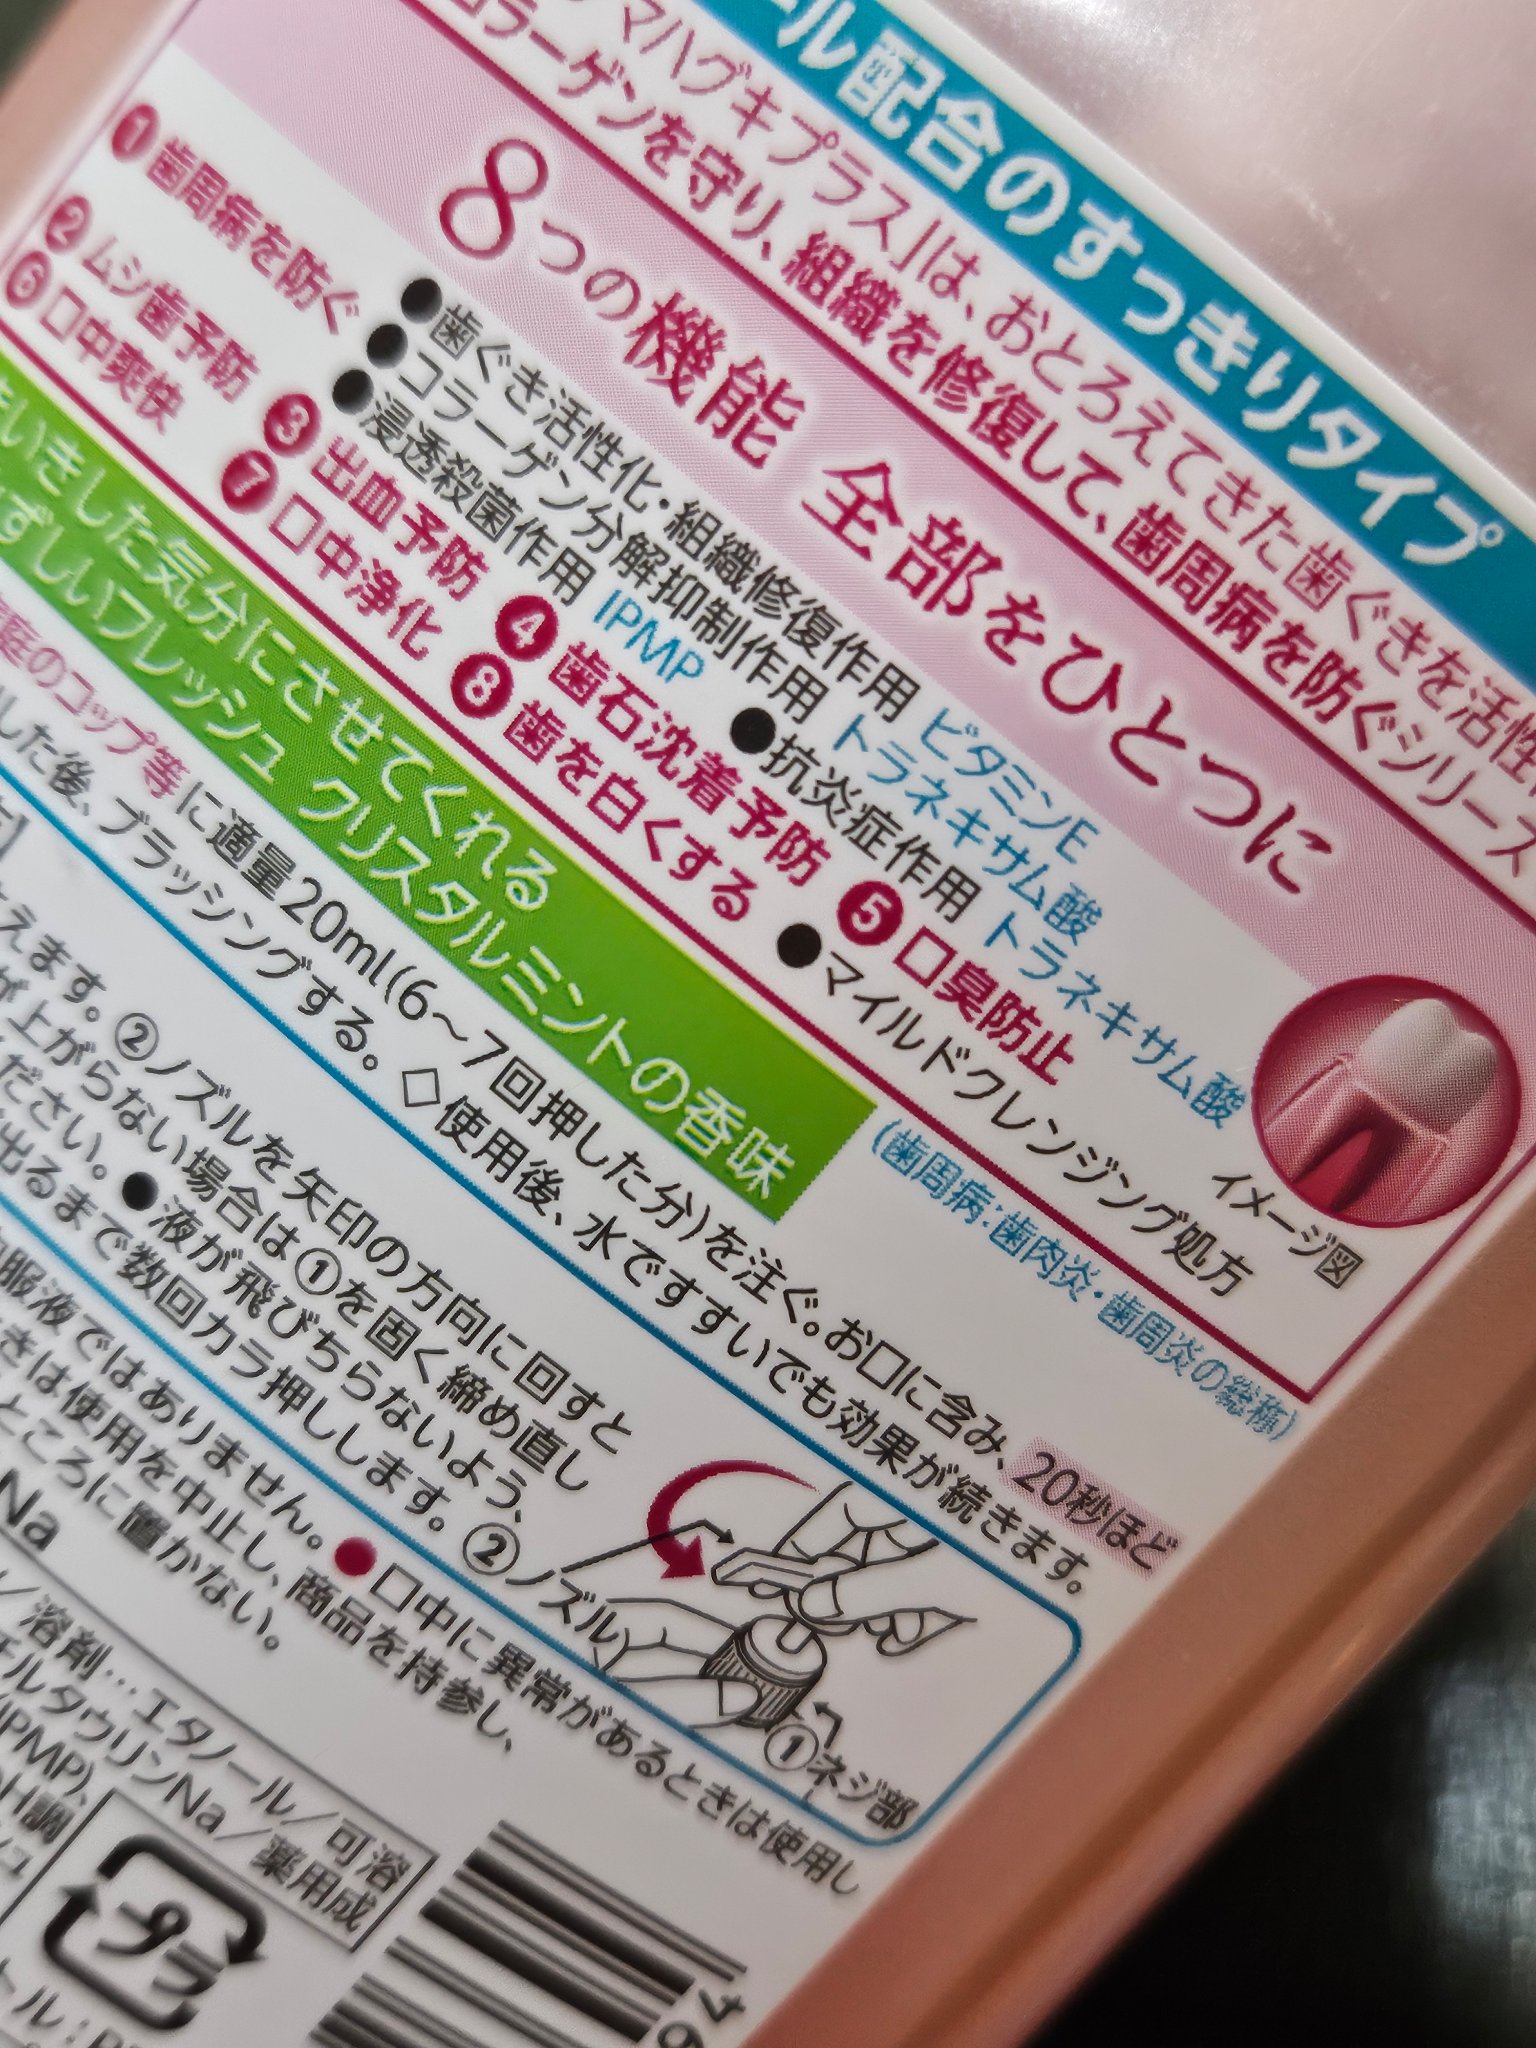 ル配合のすっきりタイプ
マハグキプラス」は、おとろえてきた歯ぐきを活性
コラーゲンを守り、組織を修復して、歯周病を防ぐシリーズ
8つの機能 全部をひとつに
①歯周病を防ぐ
●歯ぐき活性化・組織修復作用 ビタミンE
●コラーゲン分解抑制作用 トラネキサム酸
●浸透殺菌作用 IPMP ●抗炎症作用 トラネキサム酸
②ムシ歯予防 ③出血予防 ④歯石沈着予防 ⑤口臭防止
⑥口中爽快 ⑦口中浄化 ⑧歯を白くする ●マイルドクレンジング処方
イメージ図
(歯周病:歯肉炎・歯周炎の総称)
いきした気分にさせてくれる
ずしいフレッシュ クリスタルミントの香味
庭のコップ等に適量20ml(6〜7回押した分)を注ぐ。お口に含み、20秒ほど
した後、ブラッシングする。◇使用後、水ですすいでも効果が続きます。
えます。②ノズルを矢印の方向に回すと
が上がらない場合は①を固く締め直し
ださい。●液が飛びちらないよう、
出るまで数回カラ押しします。
②ノズル
①ネジ部
服液ではありません。●口中に異常があるときは使用し
きは使用を中止し、商品を持参し、
ところに置かない。
Na
/溶剤…エタノール/可溶
チルタウリンNa/薬用成
(IPMP)、
H調
プラ